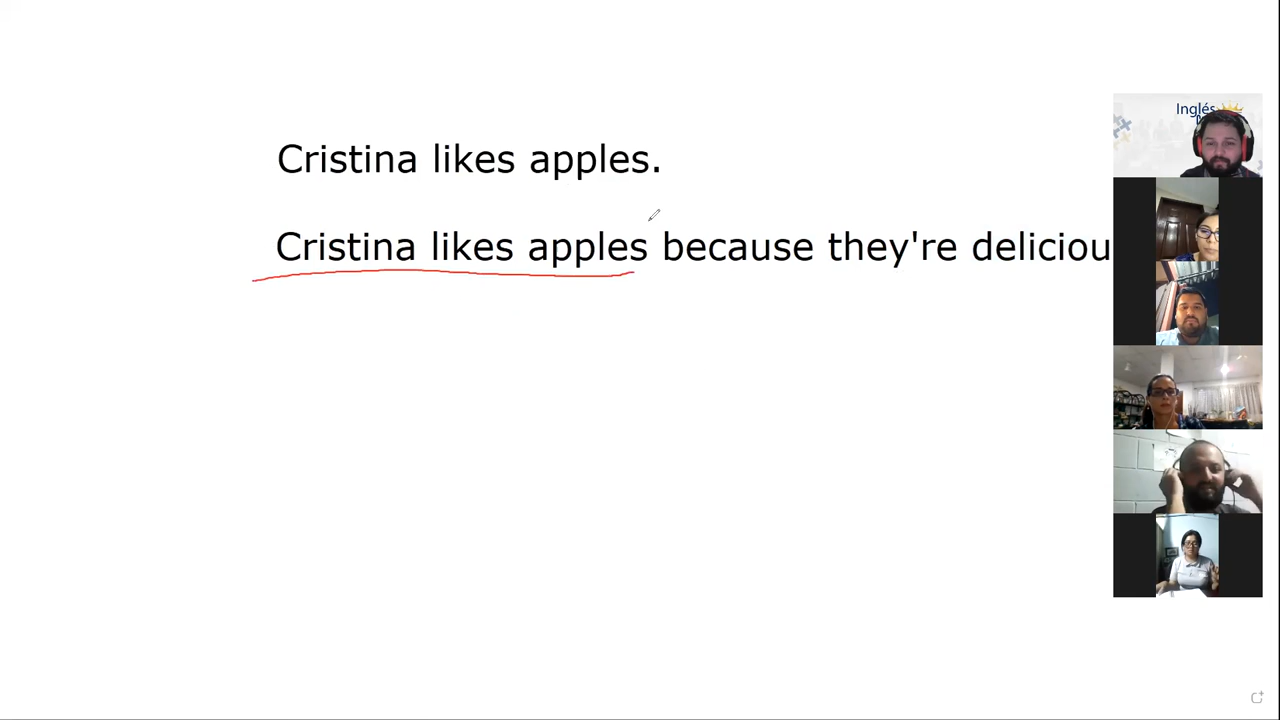 Cristina likes apples.
Cristina likes apples because they're deliciou
Inglés